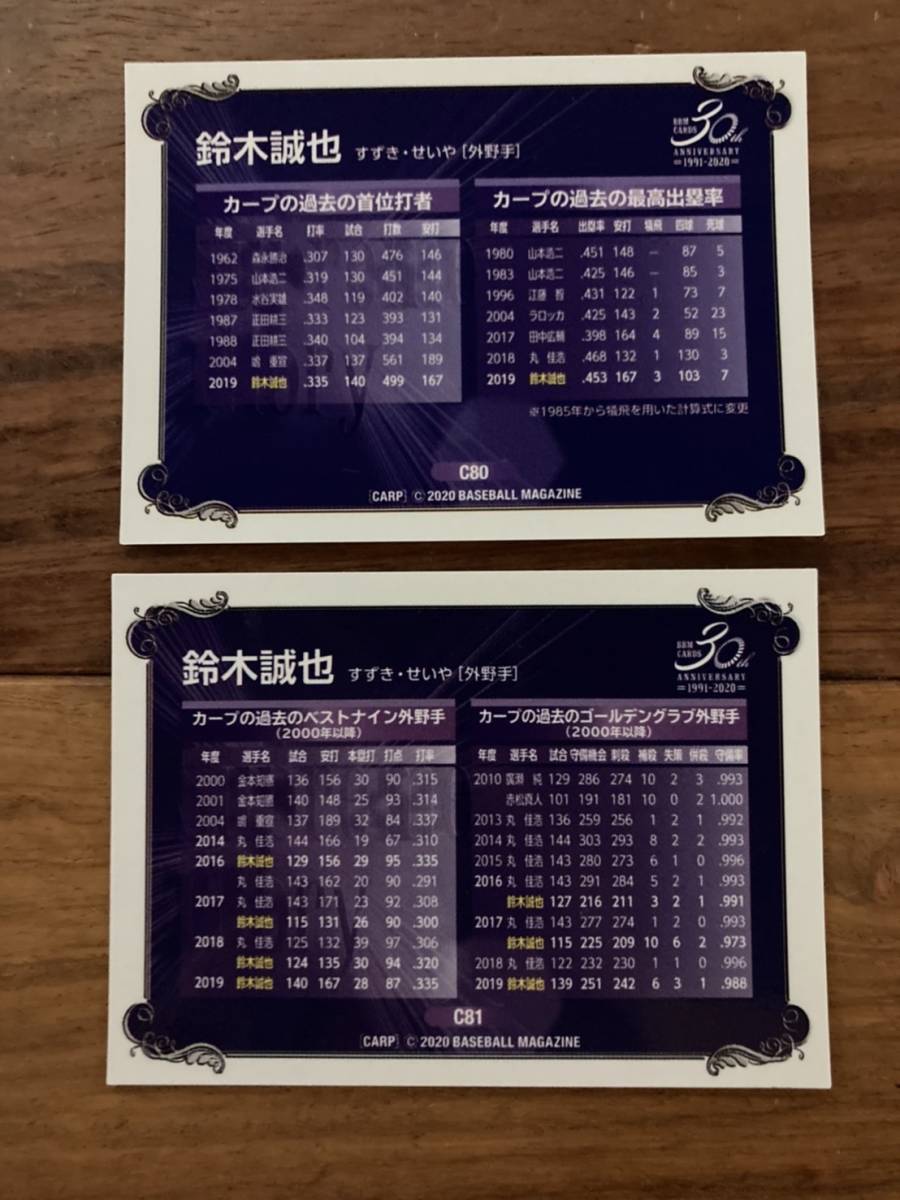 鈴木誠也 すずき・せいや [外野手]
BBM CARDS 30th
ANNIVERSARY
1991-2020
カープの過去の首位打者
年度 選手名 打率 試合 打数 安打
1962 森永勝治 .307 130 476 146
1975 山本浩二 .319 130 451 144
1978 水谷実雄 .348 119 402 140
1987 正田耕三 .333 123 393 131
1988 正田耕三 .340 104 394 134
2004 嶋 重宣 .337 137 561 189
2019 鈴木誠也 .335 140 499 167
カープの過去の最高出塁率
年度 選手名 出塁率 安打 犠飛 四球 死球
1980 山本浩二 .451 148 — 87 5
1983 山本浩二 .425 146 — 85 3
1996 江藤 智 .431 122 1 73 7
2004 ラロッカ .425 143 2 52 23
2017 田中広輔 .398 164 4 89 15
2018 丸 佳浩 .468 132 1 130 3
2019 鈴木誠也 .453 167 3 103 7
※1985年から犠飛を用いた計算式に変更
C80
[CARP] © 2020 BASEBALL MAGAZINE
鈴木誠也 すずき・せいや [外野手]
BBM CARDS 30th
ANNIVERSARY
1991-2020
カープの過去のベストナイン外野手
(2000年以降)
年度 選手名 試合 安打 本塁打 打点 打率
2000 金本知憲 136 156 30 90 .315
2001 金本知憲 140 148 25 93 .314
2004 嶋 重宣 137 189 32 84 .337
2014 丸 佳浩 144 166 19 67 .310
2016 鈴木誠也 129 156 29 95 .335
丸 佳浩 143 162 20 90 .291
2017 丸 佳浩 143 171 23 92 .308
鈴木誠也 115 131 26 90 .300
2018 丸 佳浩 125 132 39 97 .306
鈴木誠也 124 135 30 94 .320
2019 鈴木誠也 140 167 28 87 .335
カープの過去のゴールデングラブ外野手
(2000年以降)
年度 選手名 試合 守備機会 刺殺 補殺 失策 併殺 守備率
2010 廣瀬 純 129 286 274 10 2 3 .993
赤松真人 101 191 181 10 0 2 1.000
2013 丸 佳浩 136 259 256 1 2 1 .992
2014 丸 佳浩 144 303 293 8 2 2 .993
2015 丸 佳浩 143 280 273 6 1 0 .996
2016 丸 佳浩 143 291 284 5 2 1 .993
鈴木誠也 127 216 211 3 2 1 .991
2017 丸 佳浩 143 277 274 1 2 0 .993
鈴木誠也 115 225 209 10 6 2 .973
2018 丸 佳浩 122 232 230 1 1 0 .996
2019 鈴木誠也 139 251 242 6 3 1 .988
C81
[CARP] © 2020 BASEBALL MAGAZINE